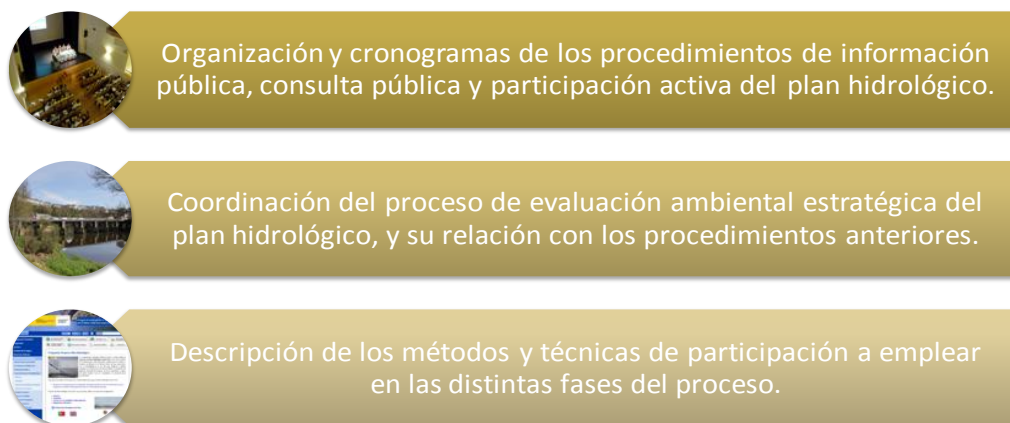 Organización y cronogramas de los procedimientos de información
pública, consulta pública y participación activa del plan hidrológico.
Coordinación del proceso de evaluación ambiental estratégica del
plan hidrológico, y su relación con los procedimientos anteriores.
Descripción de los métodos y técnicas de participación a emplear
en las distintas fases del proceso.